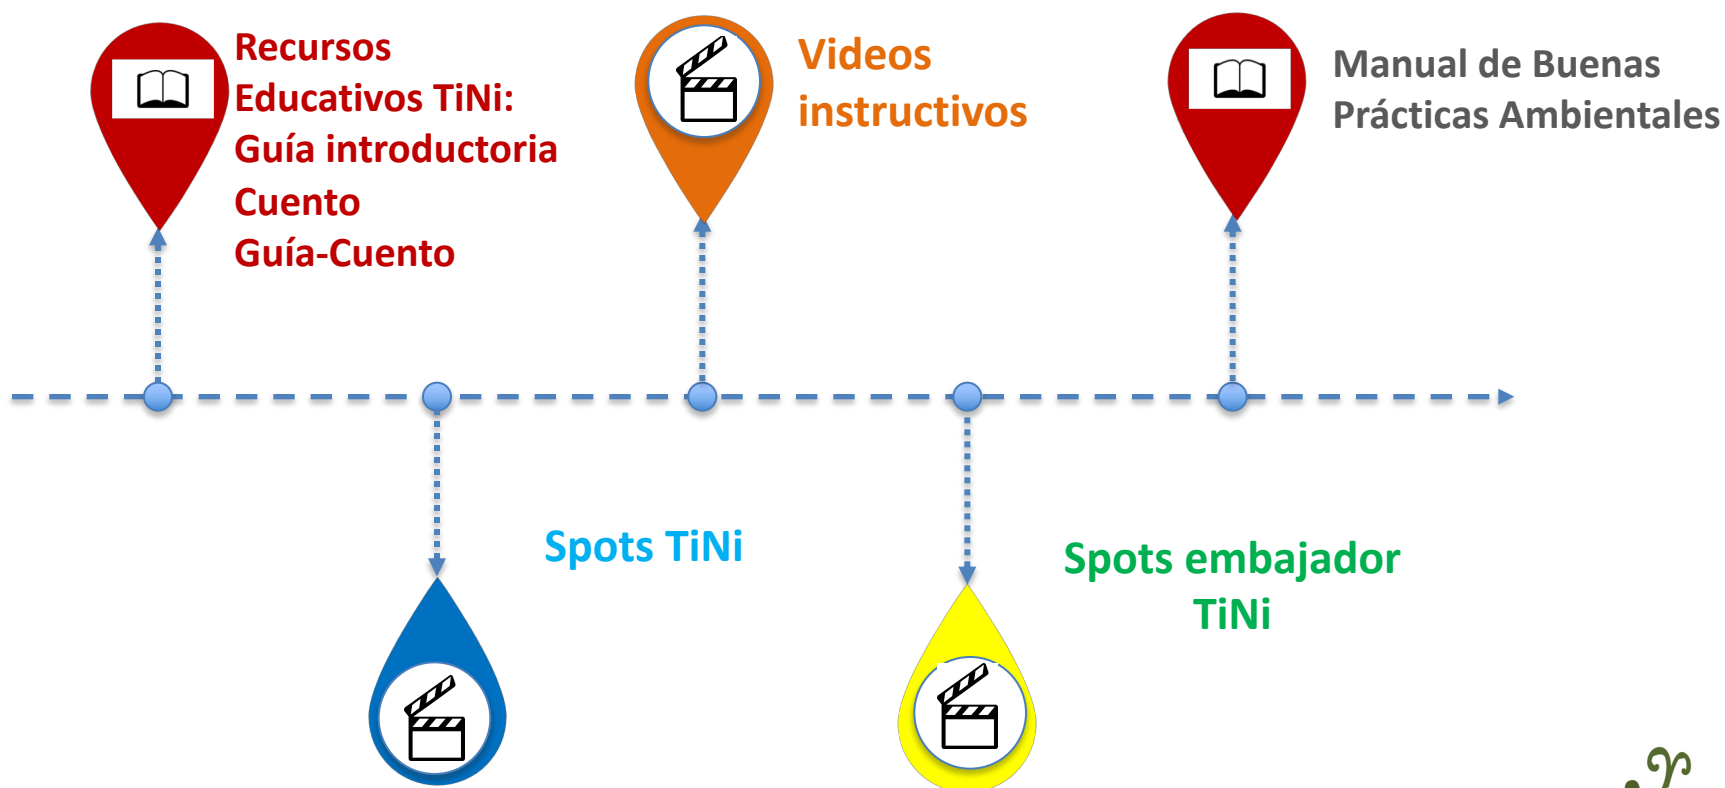 Recursos
Educativos TiNi:
Guía introductoria
Cuento
Guía-Cuento
Videos
instructivos
Manual de Buenas
Prácticas Ambientales
Spots TiNi
Spots embajador
TiNi